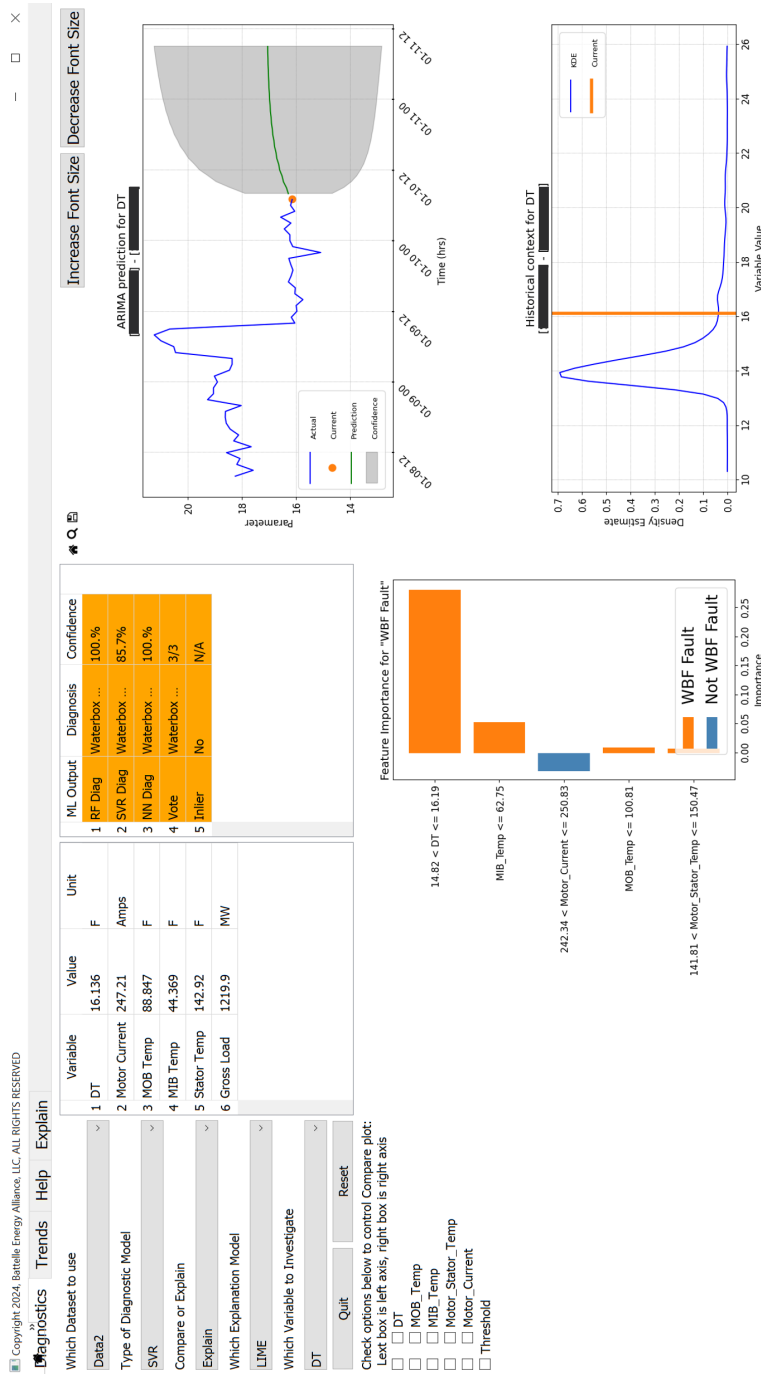 Copyright 2024, Battelle Energy Alliance, LLC, ALL RIGHTS RESERVED
Diagnostics Trends Help Explain
Which Dataset to use
Data2
Type of Diagnostic Model
SVR
Compare or Explain
Explain
Which Explanation Model
LIME
Which Variable to Investigate
DT
Quit Reset
Check options below to control Compare plot:
Lext box is left axis, right box is right axis
DT
MOB_Temp
MIB_Temp
Motor_Stator_Temp
Motor_Current
Threshold
Variable Value Unit
1 DT 16.136 F
2 Motor Current 247.21 Amps
3 MOB Temp 88.847 F
4 MIB Temp 44.369 F
5 Stator Temp 142.92 F
6 Gross Load 1219.9 MW
ML Output Diagnosis Confidence
1 RF Diag Waterbox ... 100.%
2 SVR Diag Waterbox ... 85.7%
3 NN Diag Waterbox ... 100.%
4 Vote Waterbox ... 3/3
5 Inlier No N/A
Feature Importance for "WBF Fault"
14.82 < DT <= 16.19
MIB_Temp <= 62.75
242.34 < Motor_Current <= 250.83
MOB_Temp <= 100.81
141.81 < Motor_Stator_Temp <= 150.47
WBF Fault
Not WBF Fault
0.00 0.05 0.10 0.15 0.20 0.25
Importance
Increase Font Size Decrease Font Size
ARIMA prediction for DT
[ ] - [ ]
20
18
16
14
Parameter
Actual
Current
Prediction
Confidence
01-08 12 01-09 00 01-09 12 01-10 00 01-10 12 01-11 00 01-11 12
Time (hrs)
Historical context for DT
[ ] - [ ]
0.7
0.6
0.5
0.4
0.3
0.2
0.1
0.0
Density Estimate
KDE
Current
10 12 14 16 18 20 22 24 26
Variable Value